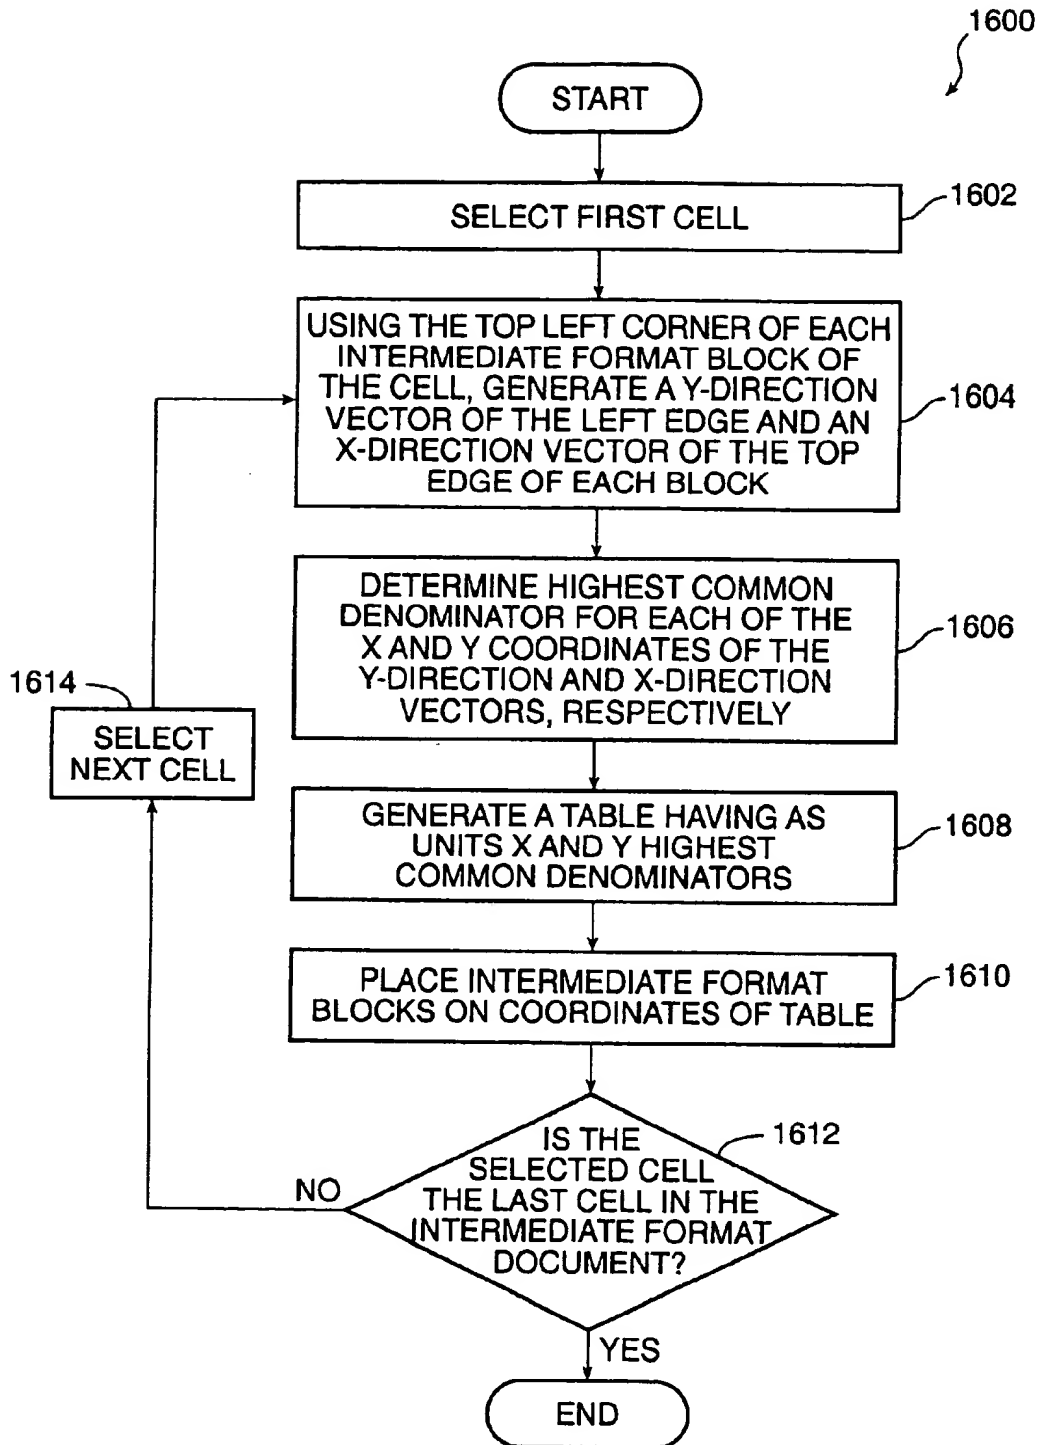 1600
START
SELECT FIRST CELL
1602
USING THE TOP LEFT CORNER OF EACH
INTERMEDIATE FORMAT BLOCK OF
THE CELL, GENERATE A Y-DIRECTION
VECTOR OF THE LEFT EDGE AND AN
X-DIRECTION VECTOR OF THE TOP
EDGE OF EACH BLOCK
1604
DETERMINE HIGHEST COMMON
DENOMINATOR FOR EACH OF THE
X AND Y COORDINATES OF THE
Y-DIRECTION AND X-DIRECTION
VECTORS, RESPECTIVELY
1606
1614
SELECT
NEXT CELL
GENERATE A TABLE HAVING AS
UNITS X AND Y HIGHEST
COMMON DENOMINATORS
1608
PLACE INTERMEDIATE FORMAT
BLOCKS ON COORDINATES OF TABLE
1610
IS THE
SELECTED CELL
THE LAST CELL IN THE
INTERMEDIATE FORMAT
DOCUMENT?
1612
NO
YES
END